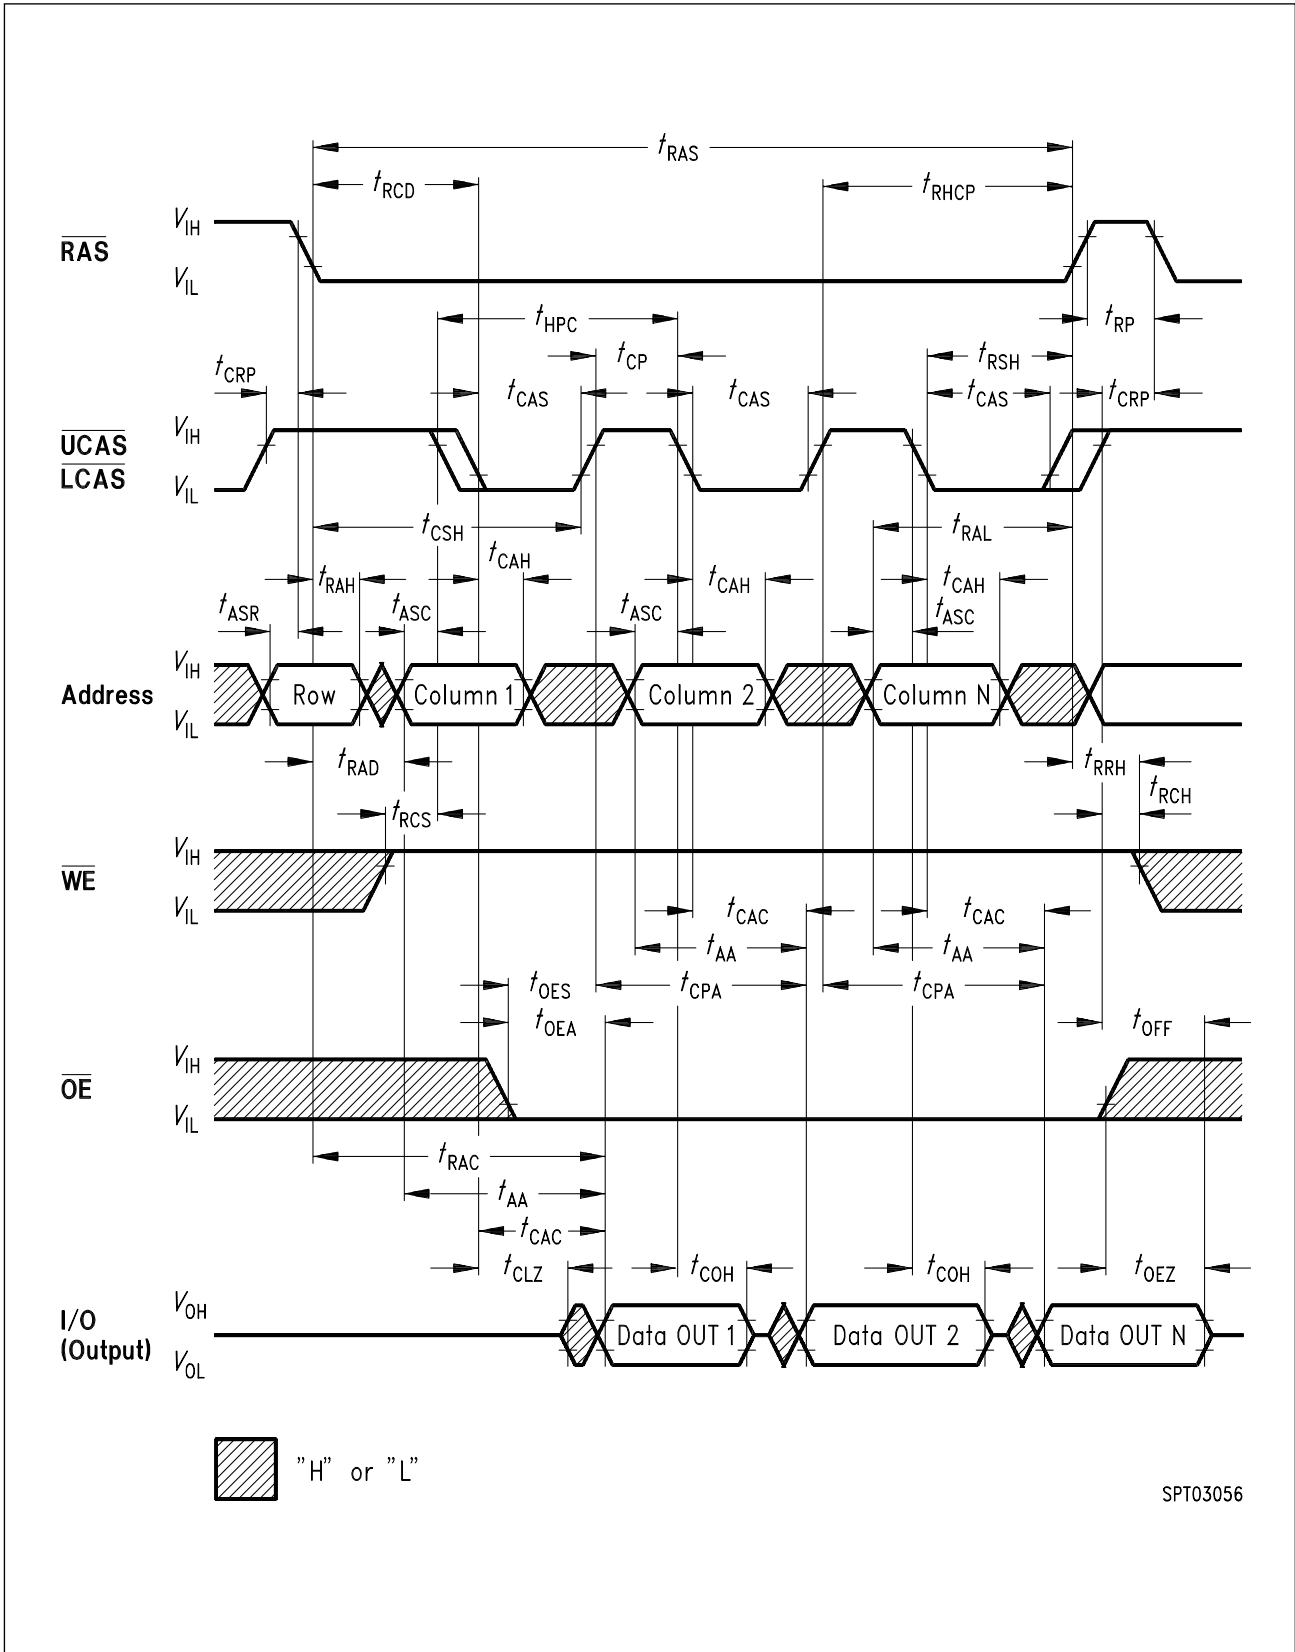 tRAS
tRCD
tRHCP
RAS
VIH
VIL
tHPC
tRP
tCP
tRSH
tCRP
tCAS
tCAS
tCAS
tCRP
UCAS
LCAS
VIH
VIL
tCSH
tRAL
tCAH
tRAH
tCAH
tCAH
tASR
tASC
tASC
tASC
Address
VIH
VIL
Row
Column 1
Column 2
Column N
tRAD
tRRH
tRCS
tRCH
WE
VIH
VIL
tCAC
tCAC
tAA
tAA
tOES
tCPA
tCPA
tOEA
tOFF
OE
VIH
VIL
tRAC
tAA
tCAC
tCLZ
tCOH
tCOH
tOEZ
I/O
(Output)
VOH
VOL
Data OUT 1
Data OUT 2
Data OUT N
"H" or "L"
SPT03056